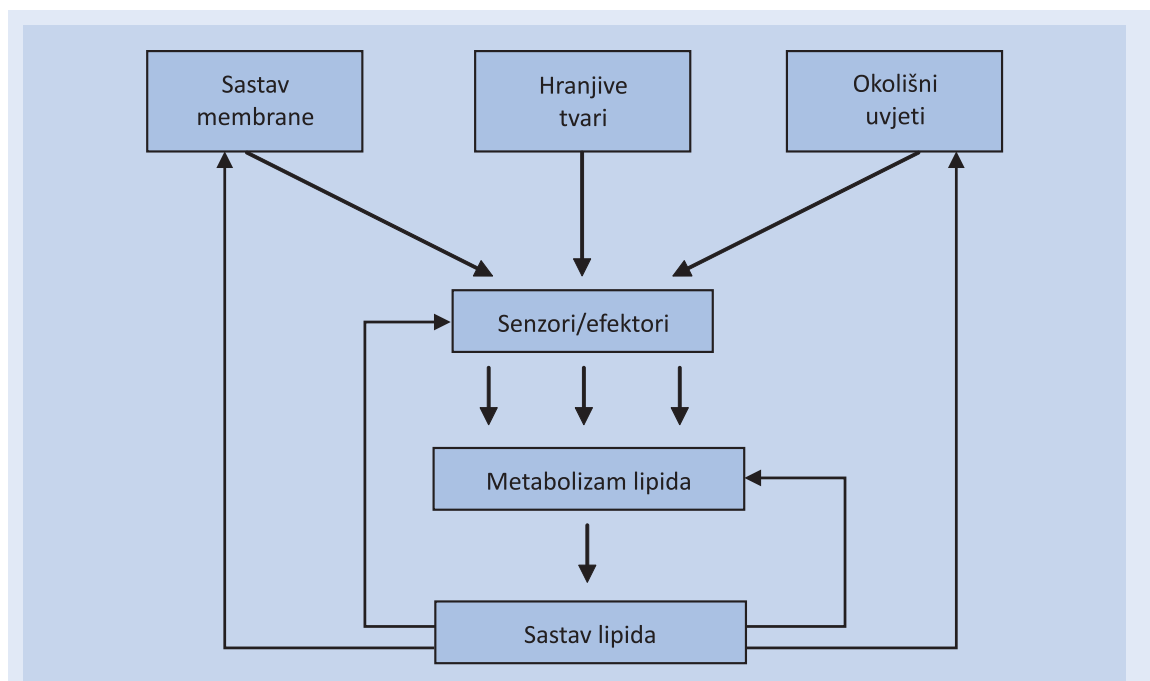 Sastav
membrane
Hranjive
tvari
Okolišni
uvjeti
Senzori/efektori
Metabolizam lipida
Sastav lipida